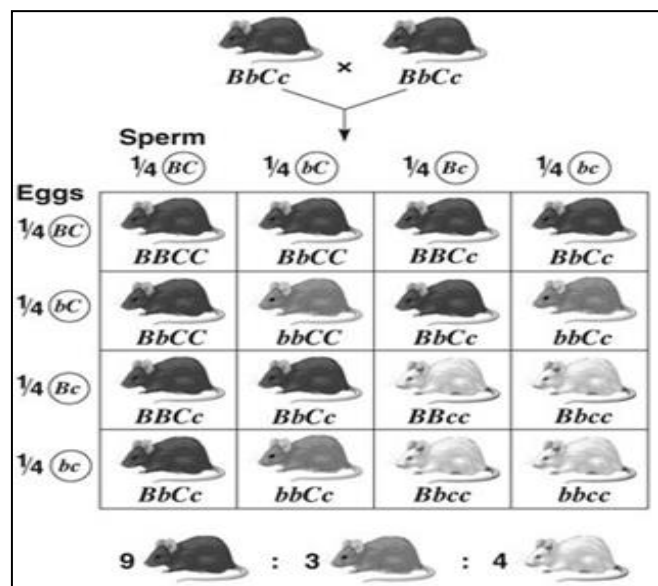 BbCc × BbCc
Sperm
1/4 BC 1/4 bC 1/4 Bc 1/4 bc
Eggs
1/4 BC
BBCC BbCC BBCc BbCc
1/4 bC
BbCC bbCC BbCc bbCc
1/4 Bc
BBCc BbCc BBcc Bbcc
1/4 bc
BbCc bbCc Bbcc bbcc
9 : 3 : 4